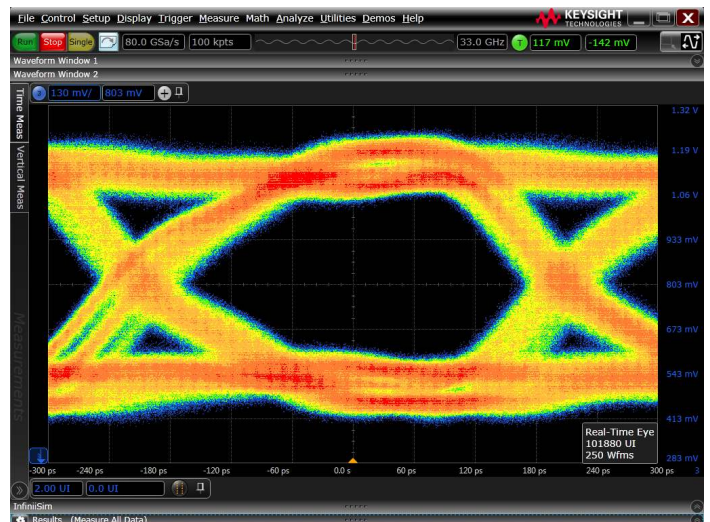 File Control Setup Display Trigger Measure Math Analyze Utilities Demos Help
KEYSIGHT
TECHNOLOGIES
Run Stop Single 80.0 GSa/s 100 kpts 33.0 GHz T 117 mV -142 mV
Waveform Window 1
Waveform Window 2
Time Meas
Vertical Meas
Measurements
3 130 mV/ 803 mV
1.32 V
1.19 V
1.06 V
933 mV
803 mV
673 mV
543 mV
413 mV
283 mV
Real-Time Eye
101880 UI
250 Wfms
-300 ps -240 ps -180 ps -120 ps -60 ps 0.0 s 60 ps 120 ps 180 ps 240 ps 300 ps 3
2.00 UI 0.0 UI
InfiniiSim
Results (Measure All Data)